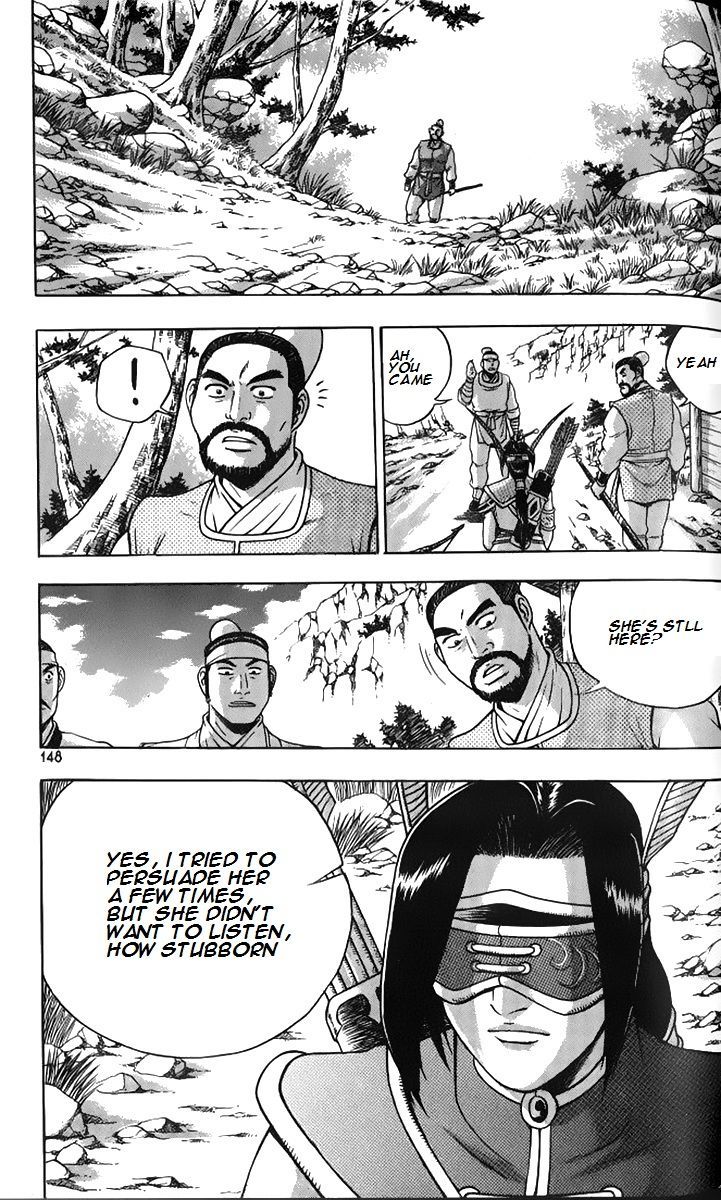 !
AH,
YOU
CAME
YEAH
SHE'S STLL
HERE?
148
YES, I TRIED TO
PERSUADE HER
A FEW TIMES,
BUT SHE DIDN'T
WANT TO LISTEN,
HOW STUBBORN